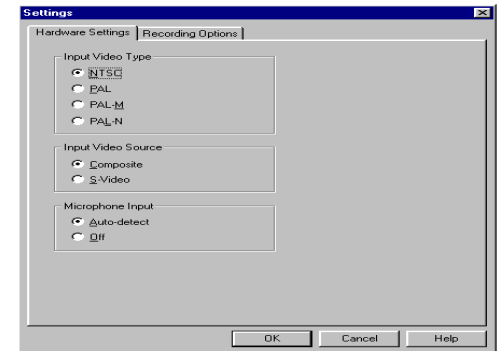 Settings
Hardware Settings Recording Options
Input Video Type
NTSC
PAL
PAL-M
PAL-N
Input Video Source
Composite
S-Video
Microphone Input
Auto-detect
Off
OK Cancel Help